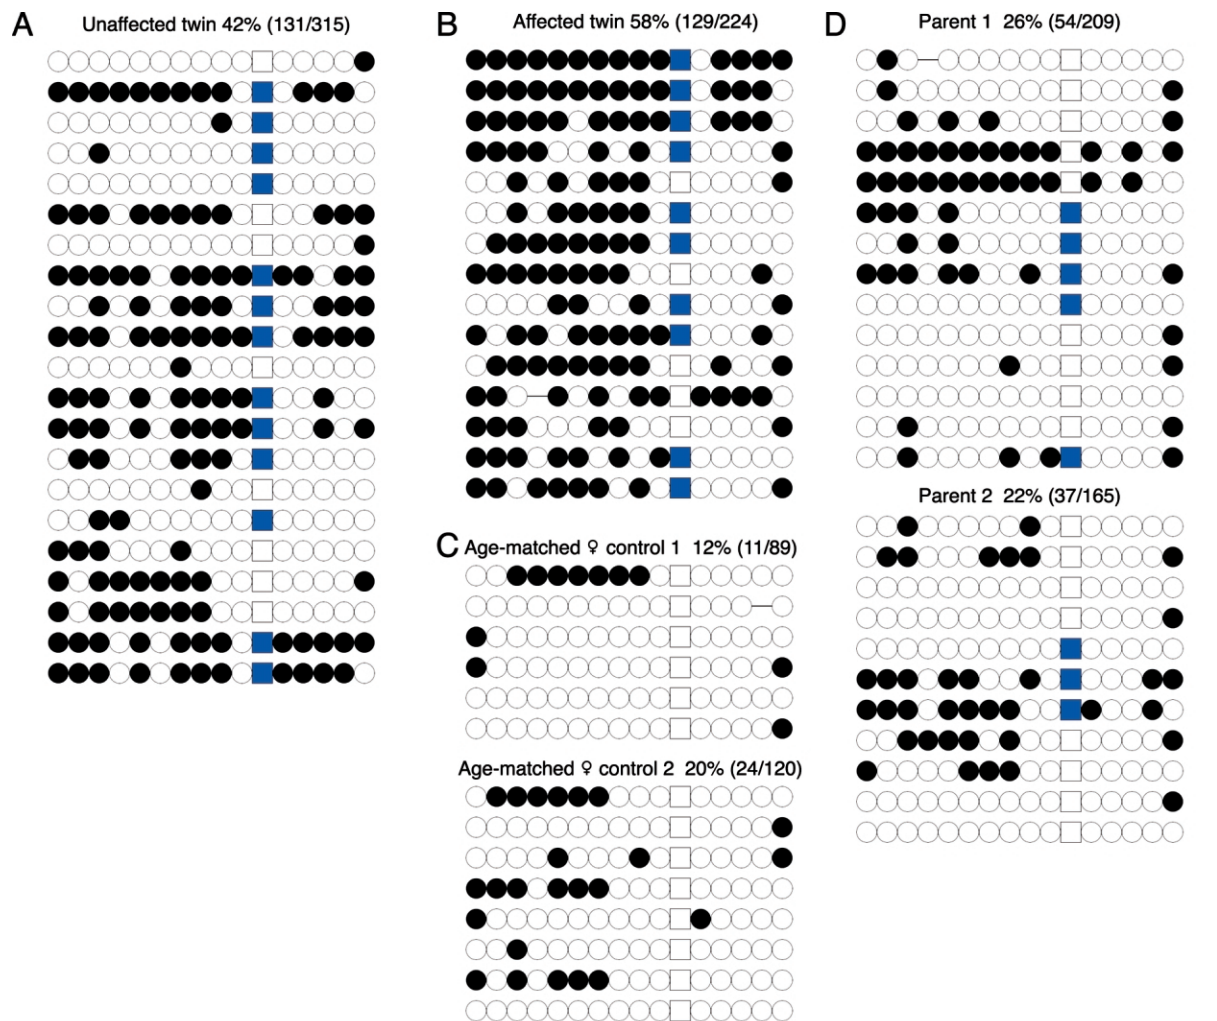 A
Unaffected twin 42% (131/315)
B
Affected twin 58% (129/224)
C
Age-matched ♀ control 1 12% (11/89)
Age-matched ♀ control 2 20% (24/120)
D
Parent 1 26% (54/209)
Parent 2 22% (37/165)